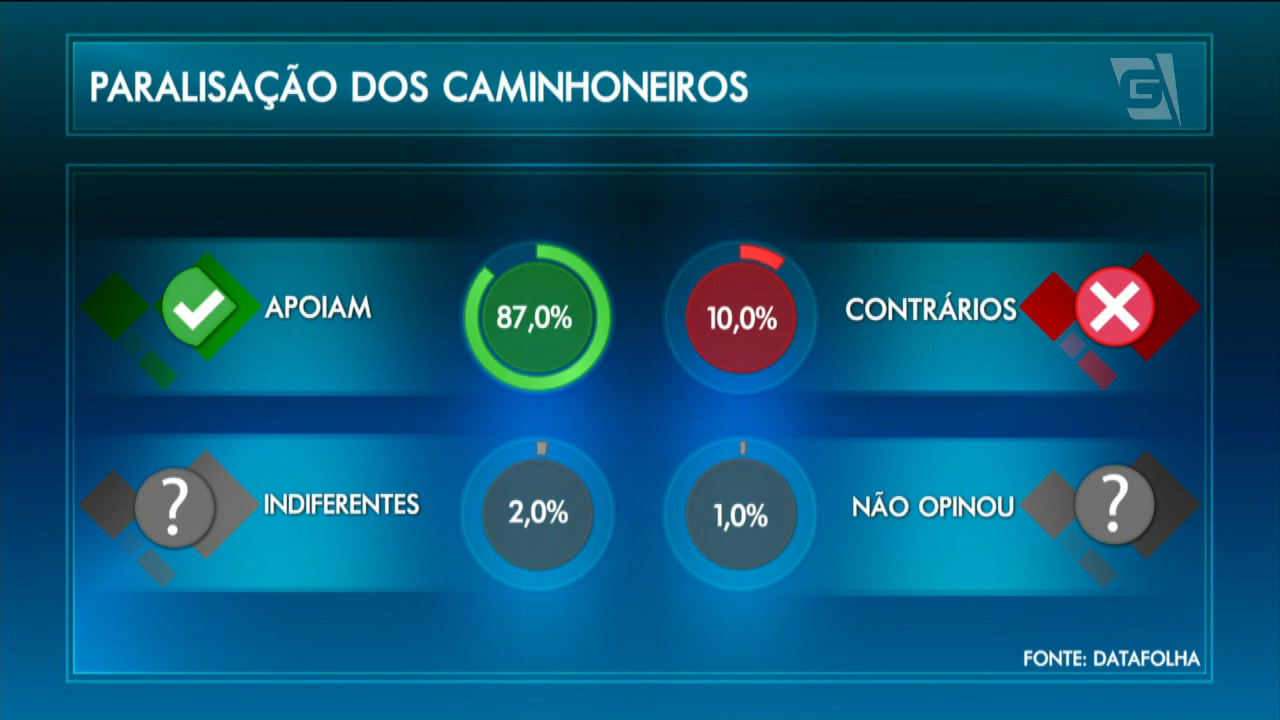 PARALISAÇÃO DOS CAMINHONEIROS
G
APOIAM
87,0%
10,0%
CONTRÁRIOS
?
INDIFERENTES
2,0%
1,0%
NÃO OPINOU
?
FONTE: DATAFOLHA